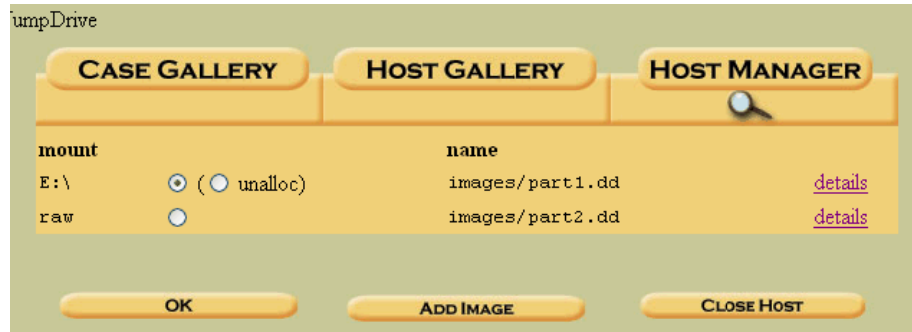 umpDrive
CASE GALLERY HOST GALLERY HOST MANAGER
mount name
E:\ ( unalloc) images/part1.dd details
raw images/part2.dd details
OK ADD IMAGE CLOSE HOST